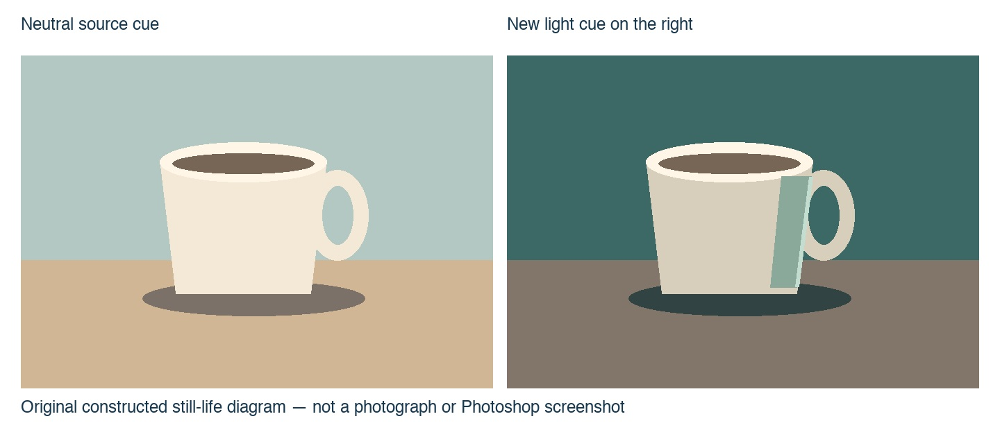 Neutral source cue
New light cue on the right
Original constructed still-life diagram — not a photograph or Photoshop screenshot